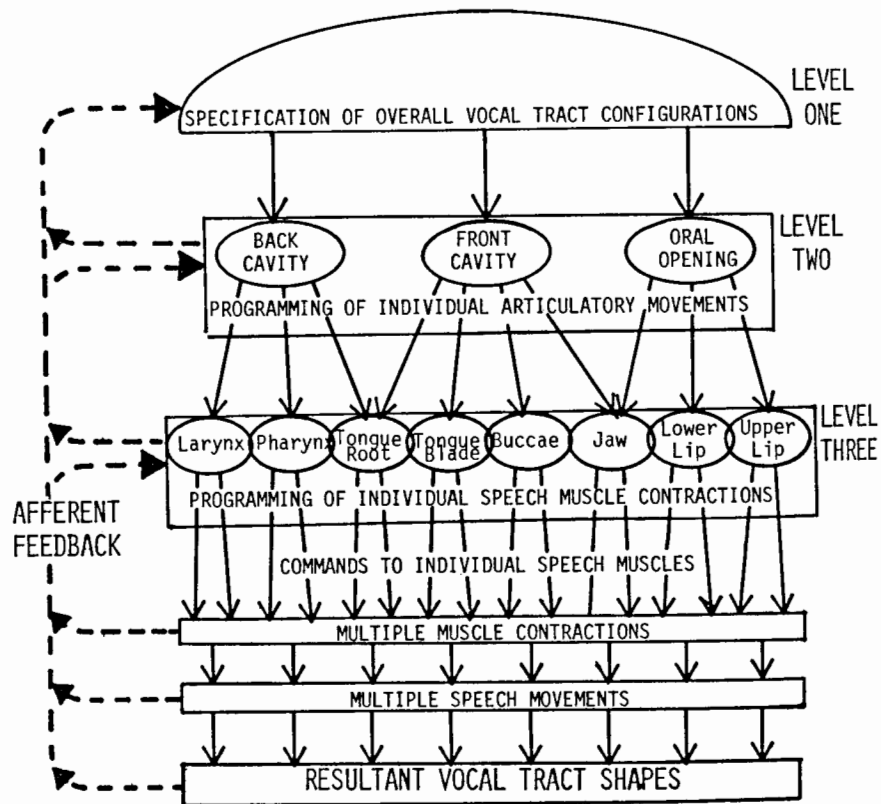 LEVEL
ONE
SPECIFICATION OF OVERALL VOCAL TRACT CONFIGURATIONS
LEVEL
TWO
BACK
CAVITY
FRONT
CAVITY
ORAL
OPENING
PROGRAMMING OF INDIVIDUAL ARTICULATORY MOVEMENTS
LEVEL
THREE
Larynx
Pharynx
Tongue
Root
Tongue
Blade
Buccae
Jaw
Lower
Lip
Upper
Lip
PROGRAMMING OF INDIVIDUAL SPEECH MUSCLE CONTRACTIONS
AFFERENT
FEEDBACK
COMMANDS TO INDIVIDUAL SPEECH MUSCLES
MULTIPLE MUSCLE CONTRACTIONS
MULTIPLE SPEECH MOVEMENTS
RESULTANT VOCAL TRACT SHAPES